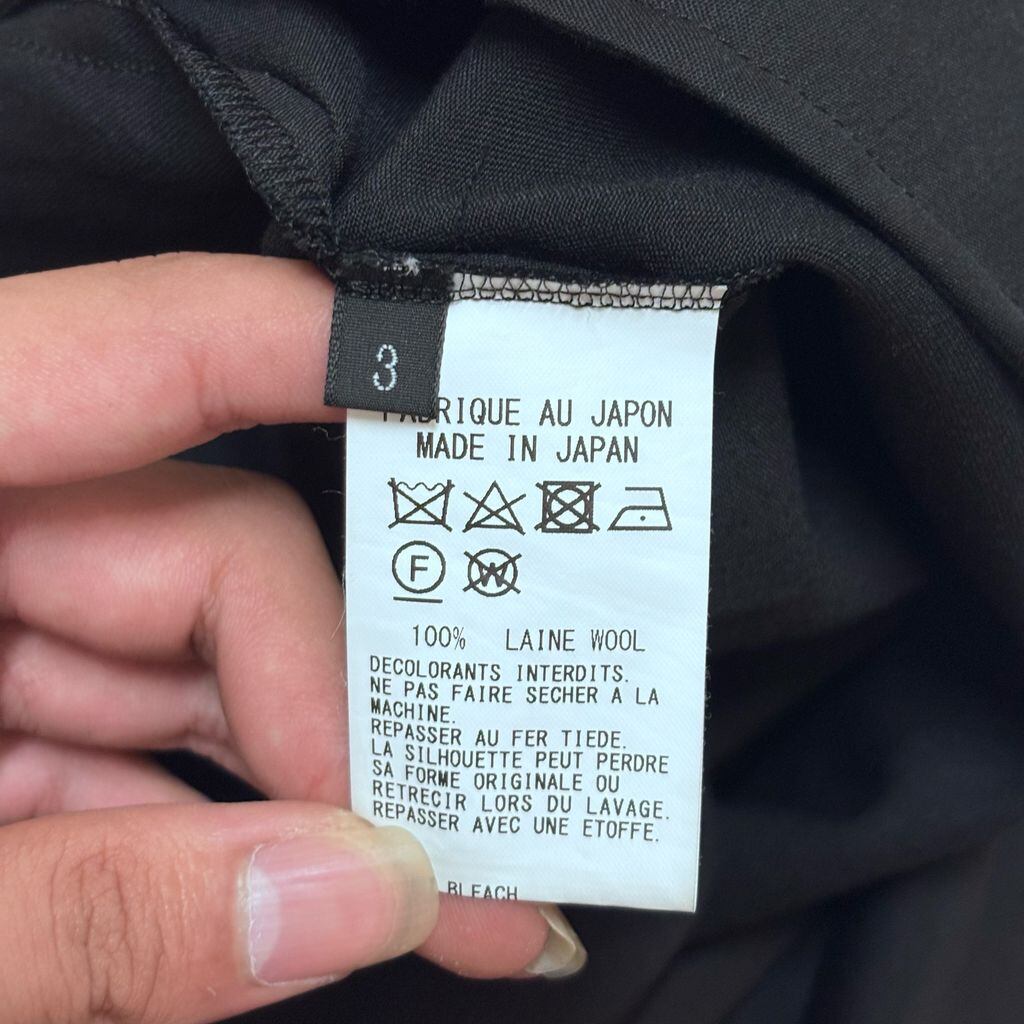 3
FABRIQUE AU JAPON
MADE IN JAPAN
F
W
100% LAINE WOOL
DECOLORANTS INTERDITS.
NE PAS FAIRE SECHER A LA
MACHINE.
REPASSER AU FER TIEDE.
LA SILHOUETTE PEUT PERDRE
SA FORME ORIGINALE OU
RETRECIR LORS DU LAVAGE.
REPASSER AVEC UNE ETOFFE.
BLEACH